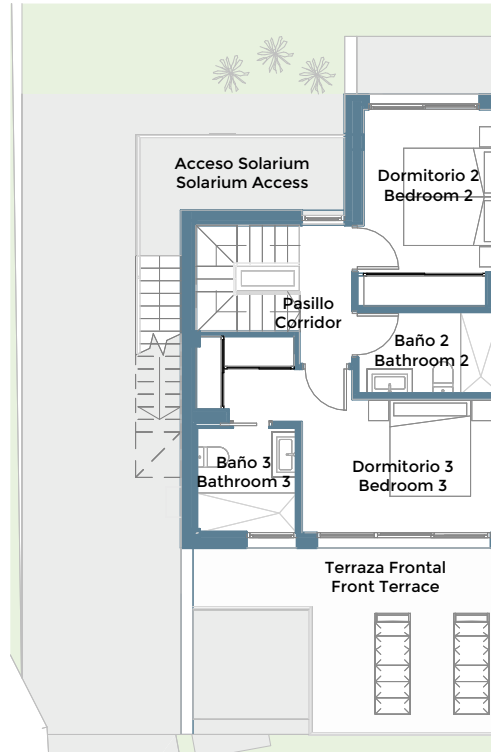 Acceso Solarium
Solarium Access
Dormitorio 2
Bedroom 2
Pasillo
Corridor
Baño 2
Bathroom 2
Baño 3
Bathroom 3
Dormitorio 3
Bedroom 3
Terraza Frontal
Front Terrace